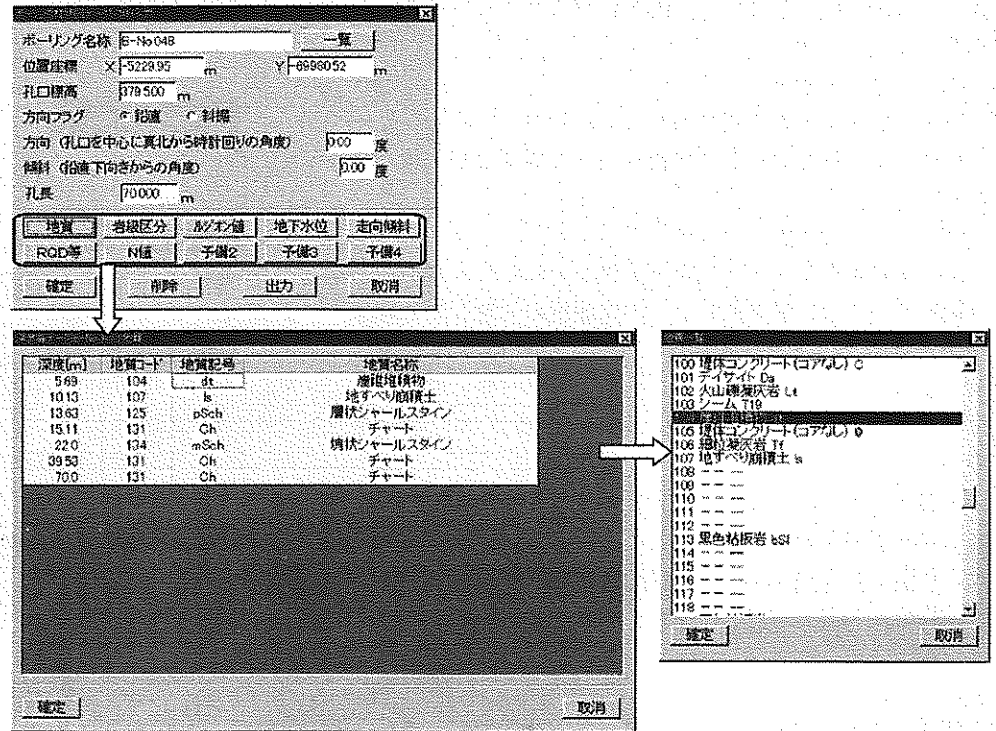 ボーリング名称 B-No048 一覧
位置座標 X -5229.95 m Y -69980.52 m
孔口標高 379.500 m
方向フラグ 鉛直 斜掘
方向 (孔口を中心に真北から時計回りの角度) 0.00 度
傾斜 (鉛直下向きからの角度) 0.00 度
孔長 70.000 m
地質 岩級区分 ルジオン値 地下水位 走向傾斜
RQD等 N値 予備2 予備3 予備4
確定 削除 出力 取消
深度[m] 地質コード 地質記号 地質名称
5.69 104 dt 崖錐堆積物
10.13 107 ls 地すべり崩積土
13.63 125 pSch 層状シャールスタイン
15.11 131 Ch チャート
22.0 134 mSch 塊状シャールスタイン
39.53 131 Ch チャート
70.0 131 Ch チャート
確定 取消
100 堤体コンクリート(コアなし) C
101 デイサイト Da
102 火山礫凝灰岩 Lt
103 シーム T19
105 堤体コンクリート(コアなし)
106 細粒凝灰岩 Tf
107 地すべり崩積土 ls
108 -- --
109 -- --
110 -- --
111 -- --
112 -- --
113 黒色粘板岩 bSl
114 -- --
115 -- --
116 -- --
117 -- --
118 -- --
確定 取消